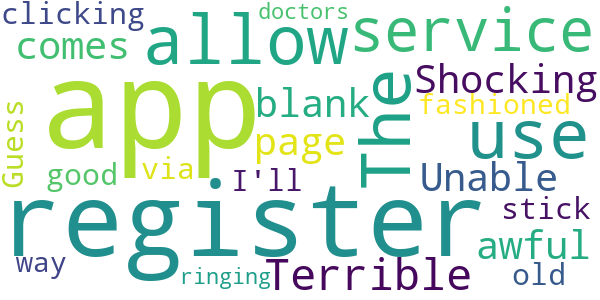 clicking
doctors
comes
allow
service
app
The
Shocking
Guess
blank
fashioned
page
use
good
via
I'll
Unable
register
stick
awful
way
ringing
Terrible
old